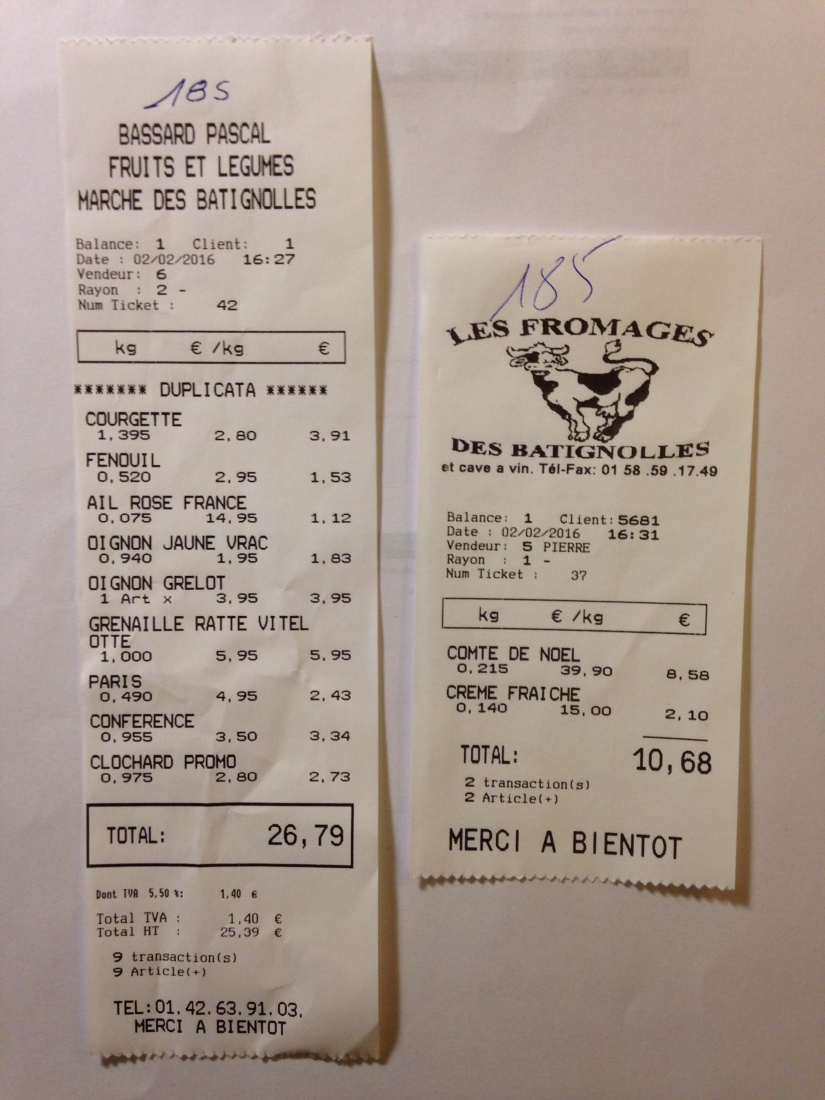 185
BASSARD PASCAL
FRUITS ET LEGUMES
MARCHE DES BATIGNOLLES
Balance: 1 Client: 1
Date : 02/02/2016 16:27
Vendeur: 6
Rayon : 2 -
Num Ticket : 42
kg € /kg €
******* DUPLICATA ******
COURGETTE
1,395 2,80 3,91
FENOUIL
0,520 2,95 1,53
AIL ROSE FRANCE
0,075 14,95 1,12
OIGNON JAUNE VRAC
0,940 1,95 1,83
OIGNON GRELOT
1 Art x 3,95 3,95
GRENAILLE RATTE VITEL
OTTE
1,000 5,95 5,95
PARIS
0,490 4,95 2,43
CONFERENCE
0,955 3,50 3,34
CLOCHARD PROMO
0,975 2,80 2,73
TOTAL: 26,79
Dont TVA 5,50 %: 1,40 €
Total TVA : 1,40 €
Total HT : 25,39 €
9 transaction(s)
9 Article(+)
TEL:01.42.63.91.03.
MERCI A BIENTOT
185
LES FROMAGES
DES BATIGNOLLES
et cave a vin. Tél-Fax: 01 58 .59 .17.49
Balance: 1 Client:5681
Date : 02/02/2016 16:31
Vendeur: 5 PIERRE
Rayon : 1 -
Num Ticket : 37
kg € /kg €
COMTE DE NOEL
0,215 39,90 8,58
CREME FRAICHE
0,140 15,00 2,10
TOTAL: 10,68
2 transaction(s)
2 Article(+)
MERCI A BIENTOT